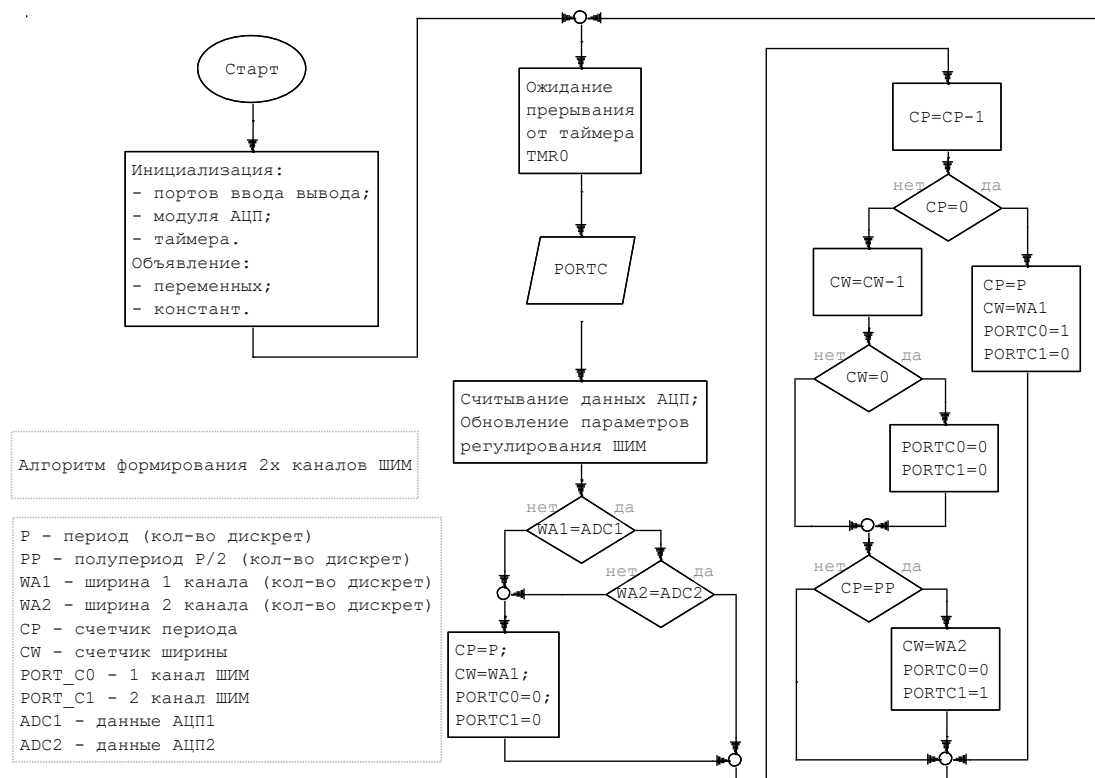 Старт
Инициализация:
- портов ввода вывода;
- модуля АЦП;
- таймера.
Объявление:
- переменных;
- констант.
Алгоритм формирования 2х каналов ШИМ
P - период (кол-во дискрет)
PP - полупериод P/2 (кол-во дискрет)
WA1 - ширина 1 канала (кол-во дискрет)
WA2 - ширина 2 канала (кол-во дискрет)
CP - счетчик периода
CW - счетчик ширины
PORT_C0 - 1 канал ШИМ
PORT_C1 - 2 канал ШИМ
ADC1 - данные АЦП1
ADC2 - данные АЦП2
Ожидание
прерывания
от таймера
TMR0
PORTC
Считывание данных АЦП;
Обновление параметров
регулирования ШИМ
нет да
WA1=ADC1
нет да
WA2=ADC2
CP=P;
CW=WA1;
PORTC0=0;
PORTC1=0
CP=CP-1
нет да
CP=0
CW=CW-1
CP=P
CW=WA1
PORTC0=1
PORTC1=0
нет да
CW=0
PORTC0=0
PORTC1=0
нет да
CP=PP
CW=WA2
PORTC0=0
PORTC1=1